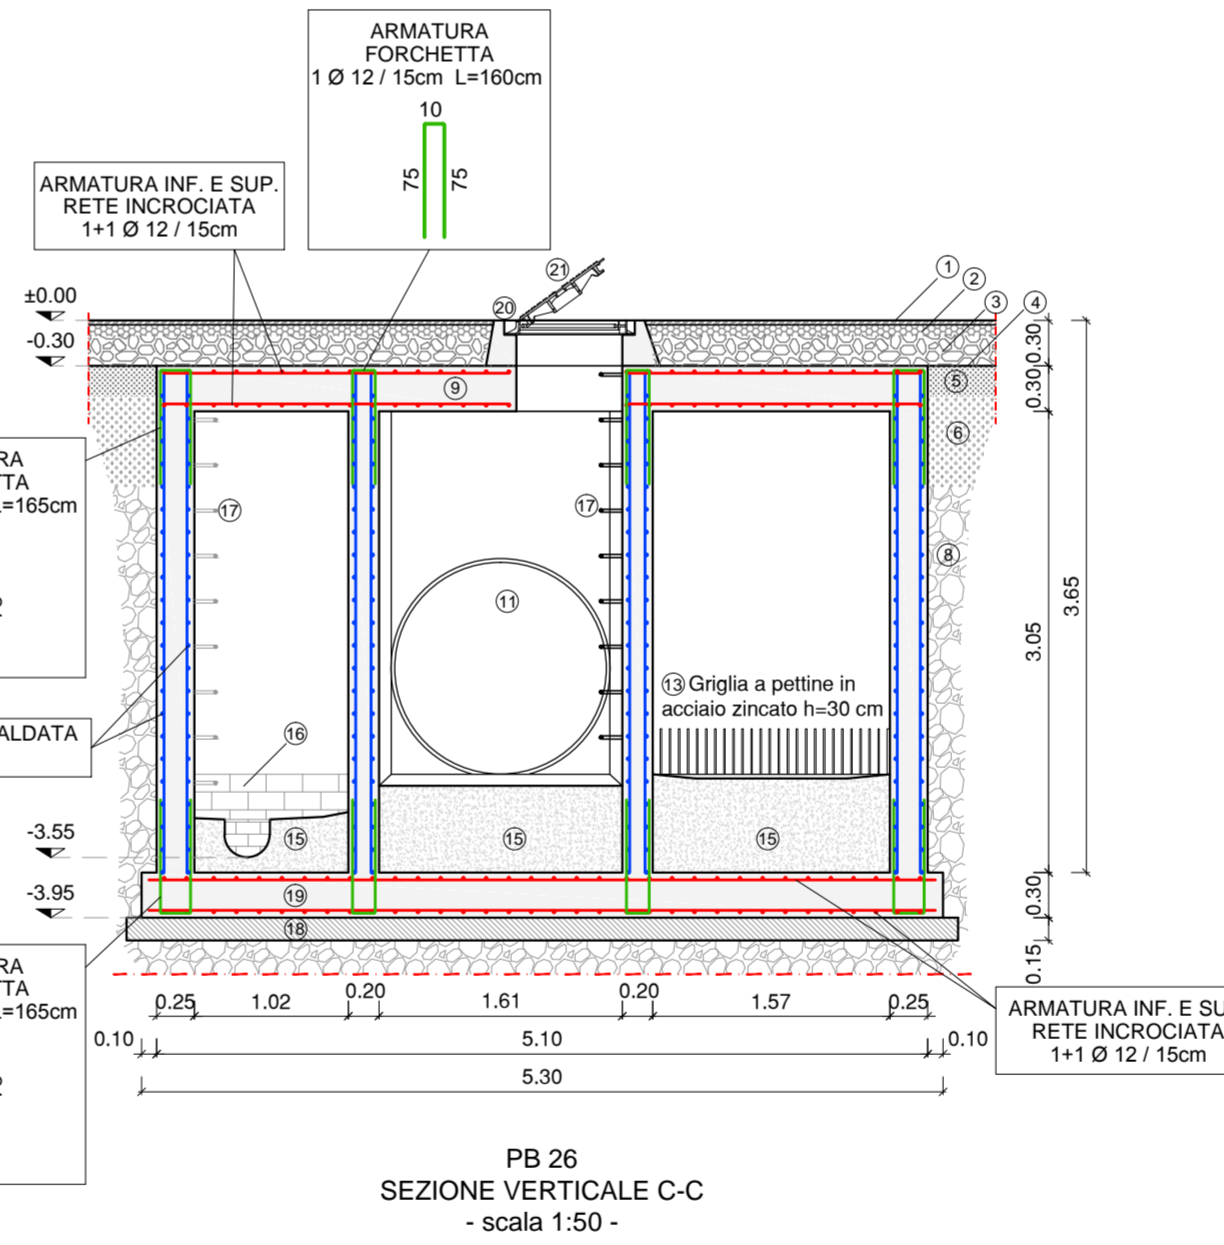 ARMATURA
FORCHETTA
1 Ø 12 / 15cm L=160cm
10
75
75
ARMATURA INF. E SUP.
RETE INCROCIATA
1+1 Ø 12 / 15cm
21
20
1
2
3
4
±0.00
-0.30
0.30
0.30
9
5
6
RA
TTA
L=165cm
17
17
8
11
3.05
3.65
13 Griglia a pettine in
acciaio zincato h=30 cm
ALDATA
16
15
15
15
-3.55
-3.95
19
18
0.30
0.15
RA
TTA
L=165cm
0.25
1.02
0.20
1.61
0.20
1.57
0.25
0.10
5.10
0.10
5.30
ARMATURA INF. E SU
RETE INCROCIATA
1+1 Ø 12 / 15cm
PB 26
SEZIONE VERTICALE C-C
- scala 1:50 -